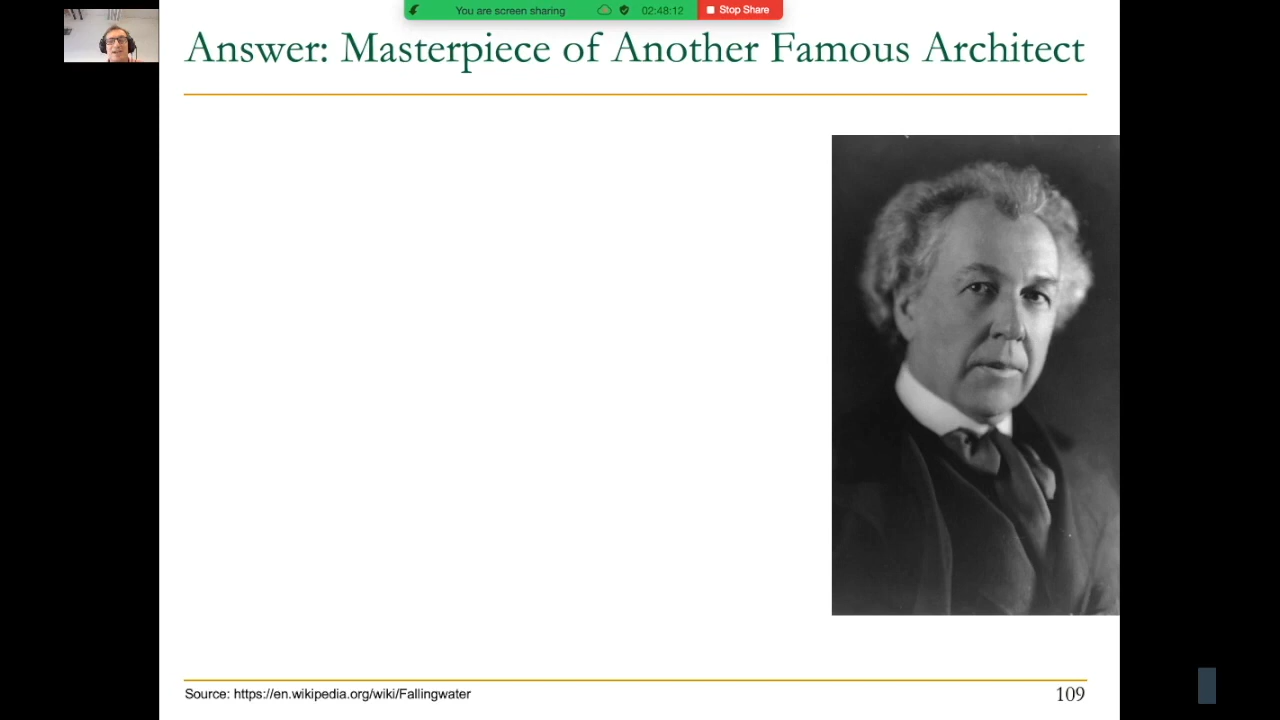 You are screen sharing 02:48:12 Stop Share
Answer: Masterpiece of Another Famous Architect
Source: https://en.wikipedia.org/wiki/Fallingwater
109